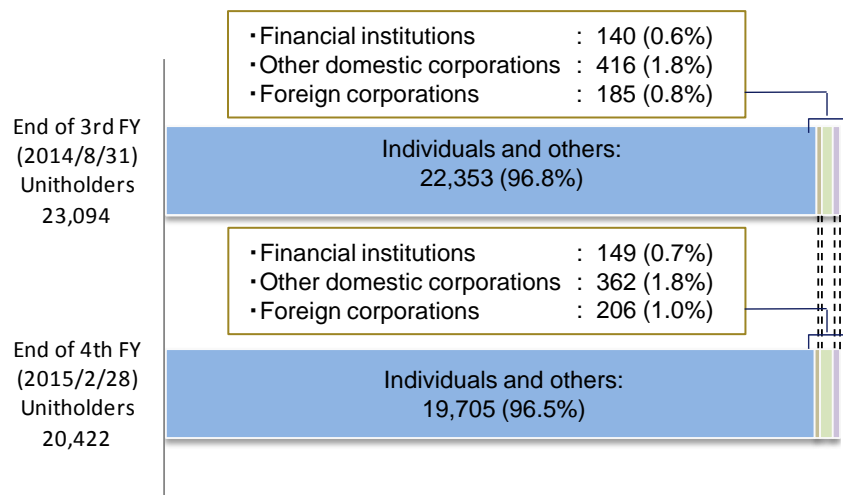 ・Financial institutions : 140 (0.6%)
・Other domestic corporations : 416 (1.8%)
・Foreign corporations : 185 (0.8%)
End of 3rd FY
(2014/8/31)
Unitholders
23,094
Individuals and others:
22,353 (96.8%)
・Financial institutions : 149 (0.7%)
・Other domestic corporations : 362 (1.8%)
・Foreign corporations : 206 (1.0%)
End of 4th FY
(2015/2/28)
Unitholders
20,422
Individuals and others:
19,705 (96.5%)